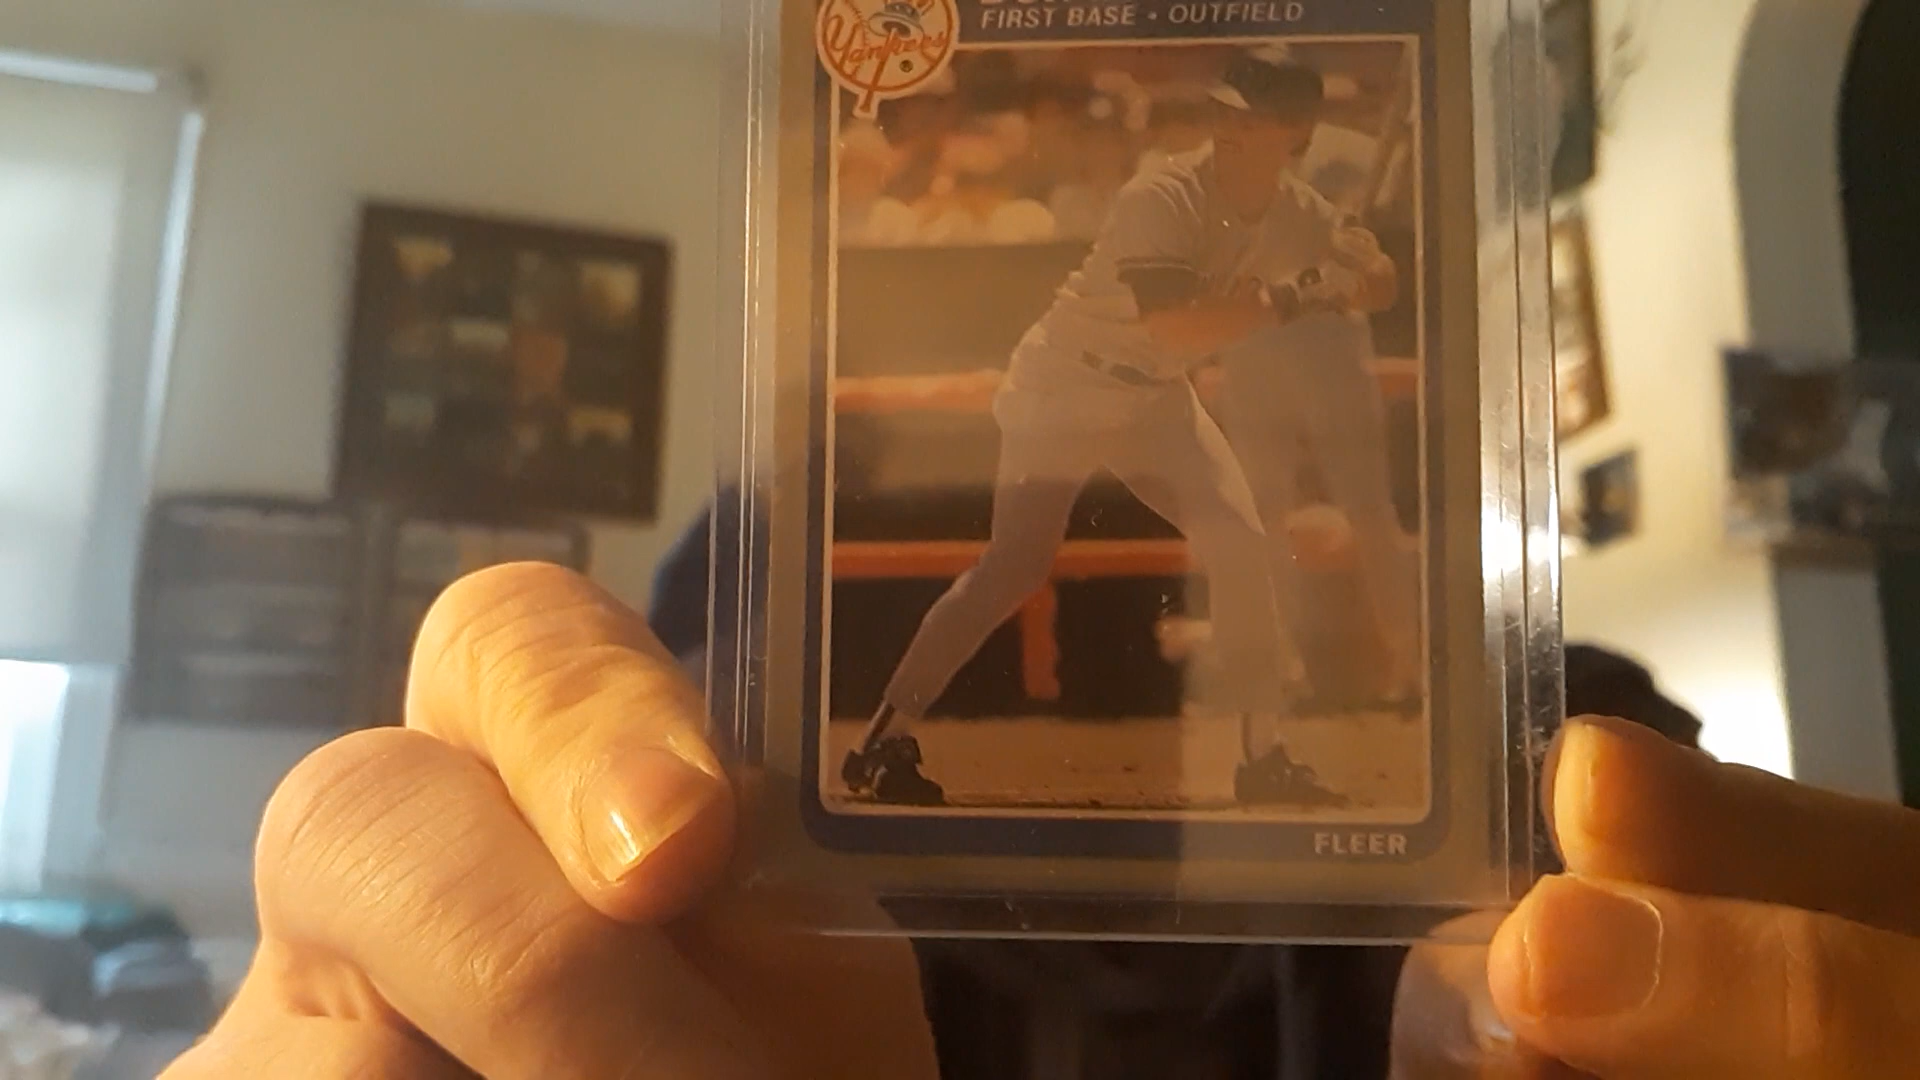 Yankees
FIRST BASE • OUTFIELD
FLEER